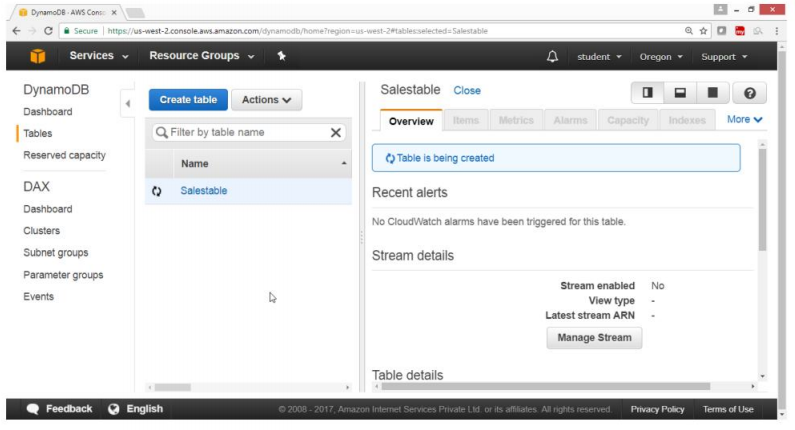 DynamoDB - AWS Conso
Secure | https://us-west-2.console.aws.amazon.com/dynamodb/home?region=us-west-2#tables:selected=Salestable
Services Resource Groups student Oregon Support
DynamoDB
Dashboard
Tables
Reserved capacity
DAX
Dashboard
Clusters
Subnet groups
Parameter groups
Events
Create table Actions
Filter by table name
Name
Salestable
Salestable Close
Overview Items Metrics Alarms Capacity Indexes More
Table is being created
Recent alerts
No CloudWatch alarms have been triggered for this table.
Stream details
Stream enabled No
View type -
Latest stream ARN -
Manage Stream
Table details
Feedback English © 2008 - 2017, Amazon Internet Services Private Ltd. or its affiliates. All rights reserved. Privacy Policy Terms of Use